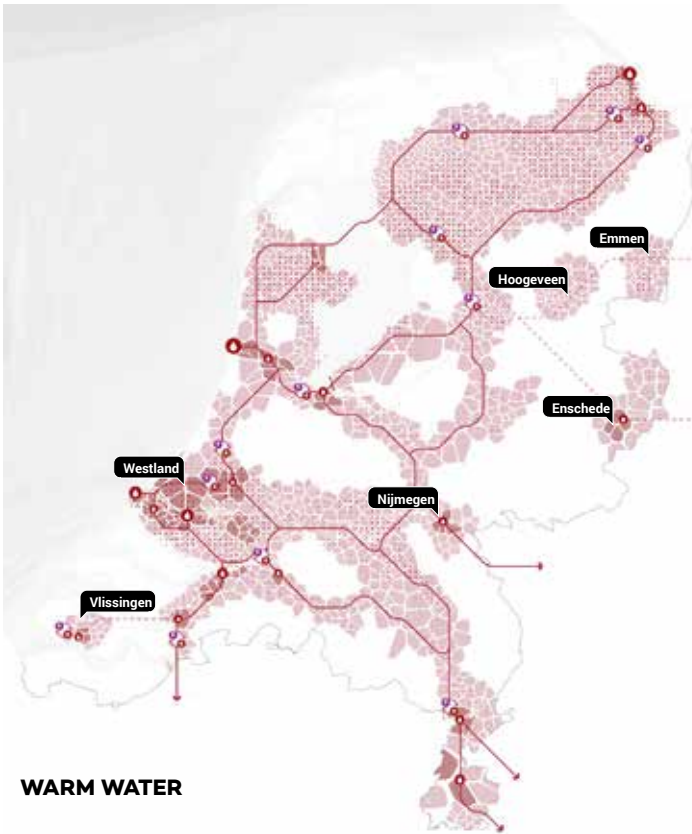 Emmen
Hoogeveen
Enschede
Westland
Nijmegen
Vlissingen
WARM WATER